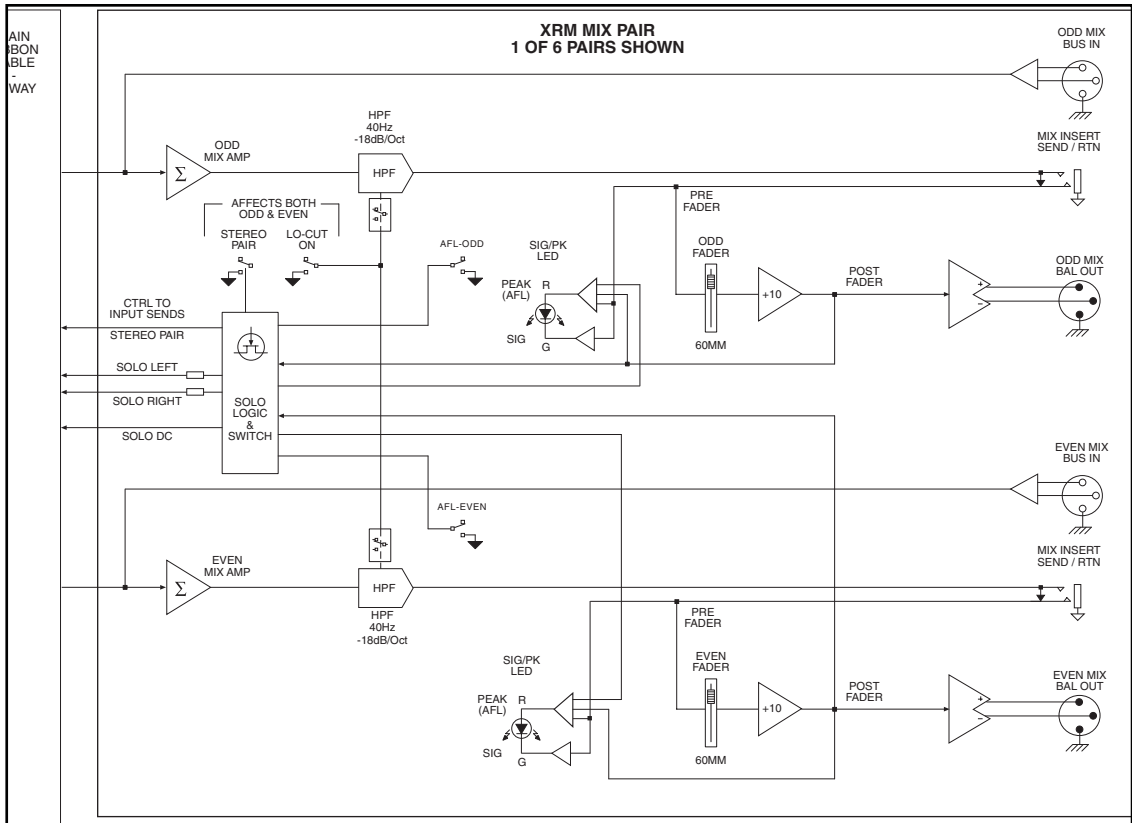 AIN
BBON
ABLE
-
WAY
XRM MIX PAIR
1 OF 6 PAIRS SHOWN
ODD MIX
BUS IN
HPF
40Hz
-18dB/Oct
ODD
MIX AMP
Σ
HPF
MIX INSERT
SEND / RTN
PRE
FADER
AFFECTS BOTH
ODD & EVEN
STEREO
PAIR
LO-CUT
ON
AFL-ODD
SIG/PK
LED
PEAK
(AFL)
R
SIG
G
ODD
FADER
60MM
+10
POST
FADER
+
-
ODD MIX
BAL OUT
CTRL TO
INPUT SENDS
STEREO PAIR
SOLO LEFT
SOLO RIGHT
SOLO DC
SOLO
LOGIC
&
SWITCH
EVEN MIX
BUS IN
AFL-EVEN
EVEN
MIX AMP
Σ
HPF
HPF
40Hz
-18dB/Oct
MIX INSERT
SEND / RTN
PRE
FADER
SIG/PK
LED
PEAK
(AFL)
R
SIG
G
EVEN
FADER
60MM
+10
POST
FADER
+
-
EVEN MIX
BAL OUT